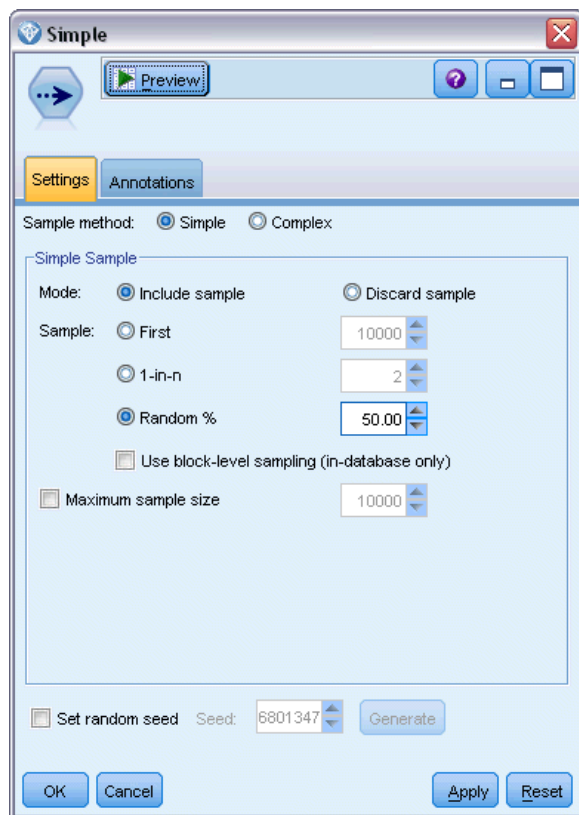 Simple
Preview
?
Settings Annotations
Sample method: Simple Complex
Simple Sample
Mode: Include sample Discard sample
Sample: First 10000
1-in-n 2
Random % 50.00
Use block-level sampling (in-database only)
Maximum sample size 10000
Set random seed Seed: 6801347 Generate
OK Cancel Apply Reset